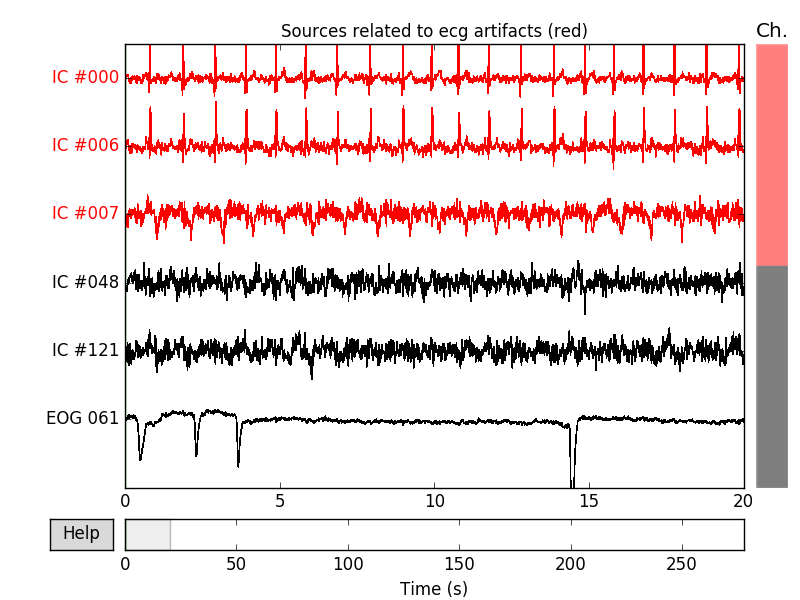 Sources related to ecg artifacts (red)
Ch.
IC #000
IC #006
IC #007
IC #048
IC #121
EOG 061
0 5 10 15 20
Help
0 50 100 150 200 250
Time (s)